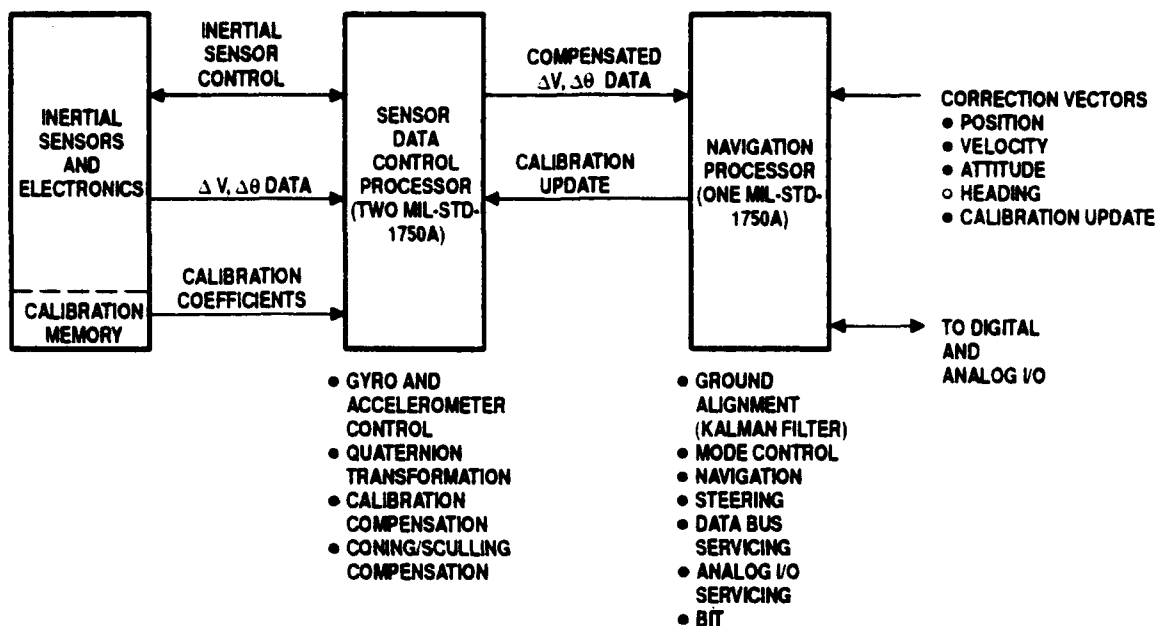 INERTIAL
SENSORS
AND
ELECTRONICS
CALIBRATION
MEMORY
INERTIAL
SENSOR
CONTROL
Δ V, Δθ DATA
CALIBRATION
COEFFICIENTS
SENSOR
DATA
CONTROL
PROCESSOR
(TWO MIL-STD-
1750A)
● GYRO AND
ACCELEROMETER
CONTROL
● QUATERNION
TRANSFORMATION
● CALIBRATION
COMPENSATION
● CONING/SCULLING
COMPENSATION
COMPENSATED
ΔV, Δθ DATA
CALIBRATION
UPDATE
NAVIGATION
PROCESSOR
(ONE MIL-STD-
1750A)
● GROUND
ALIGNMENT
(KALMAN FILTER)
● MODE CONTROL
● NAVIGATION
● STEERING
● DATA BUS
SERVICING
● ANALOG I/O
SERVICING
● BIT
CORRECTION VECTORS
● POSITION
● VELOCITY
● ATTITUDE
○ HEADING
● CALIBRATION UPDATE
TO DIGITAL
AND
ANALOG I/O